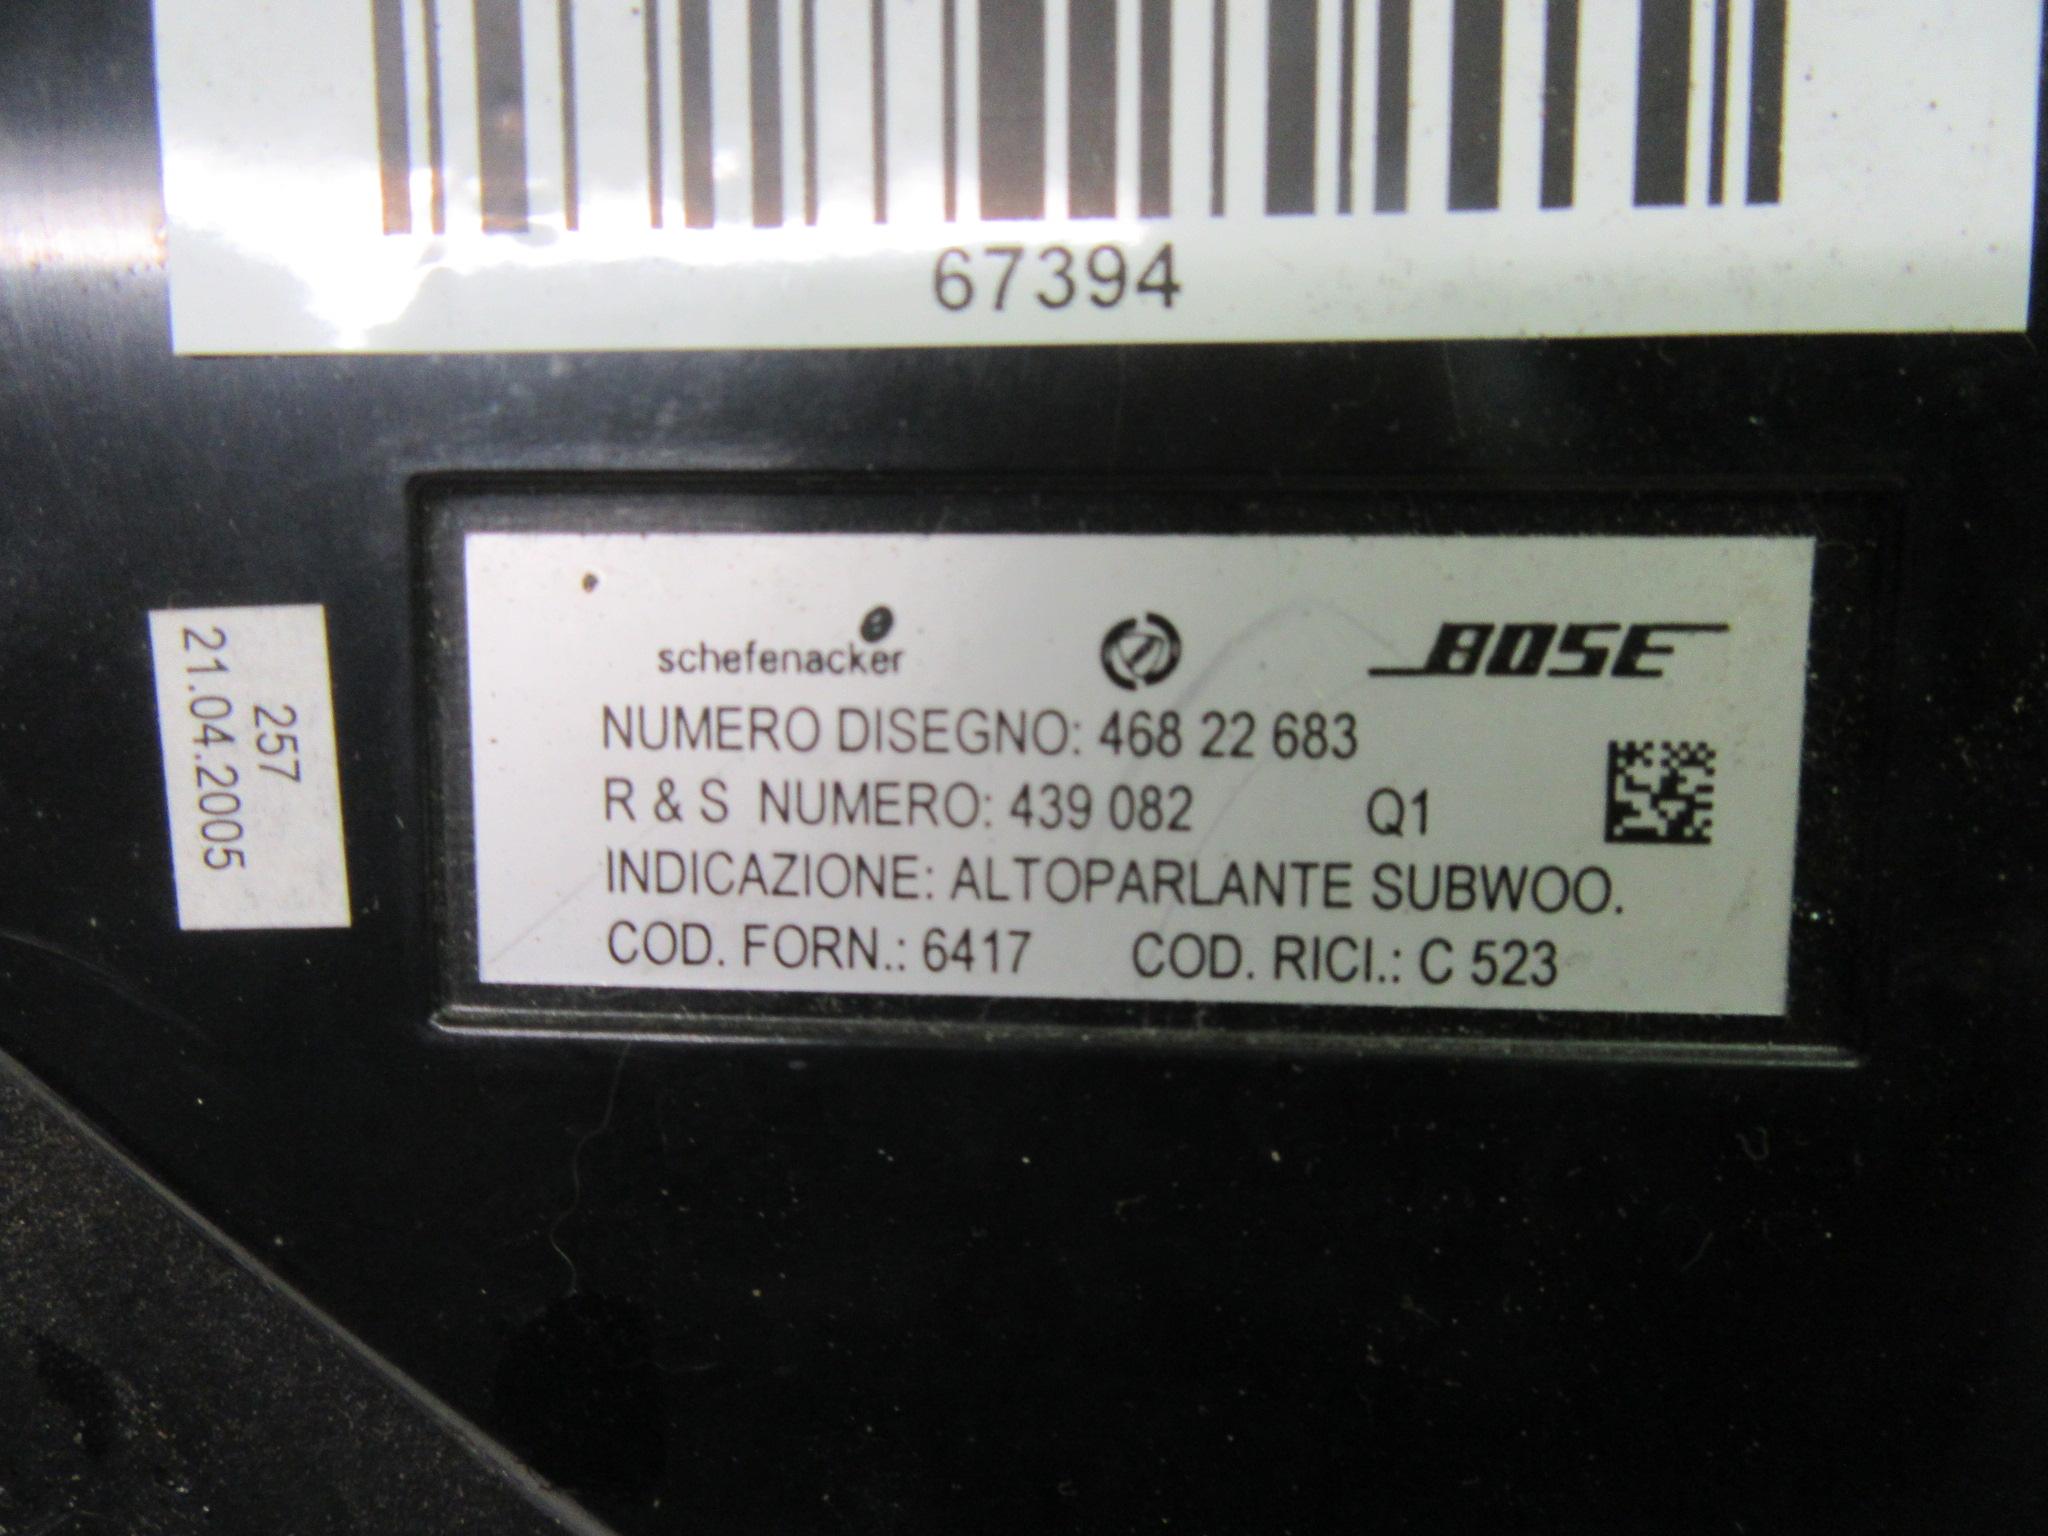 67394
schefenacker
BOSE
NUMERO DISEGNO: 468 22 683
R & S NUMERO: 439 082 Q1
INDICAZIONE: ALTOPARLANTE SUBWOO.
COD. FORN.: 6417 COD. RICI.: C 523
257
21.04.2005